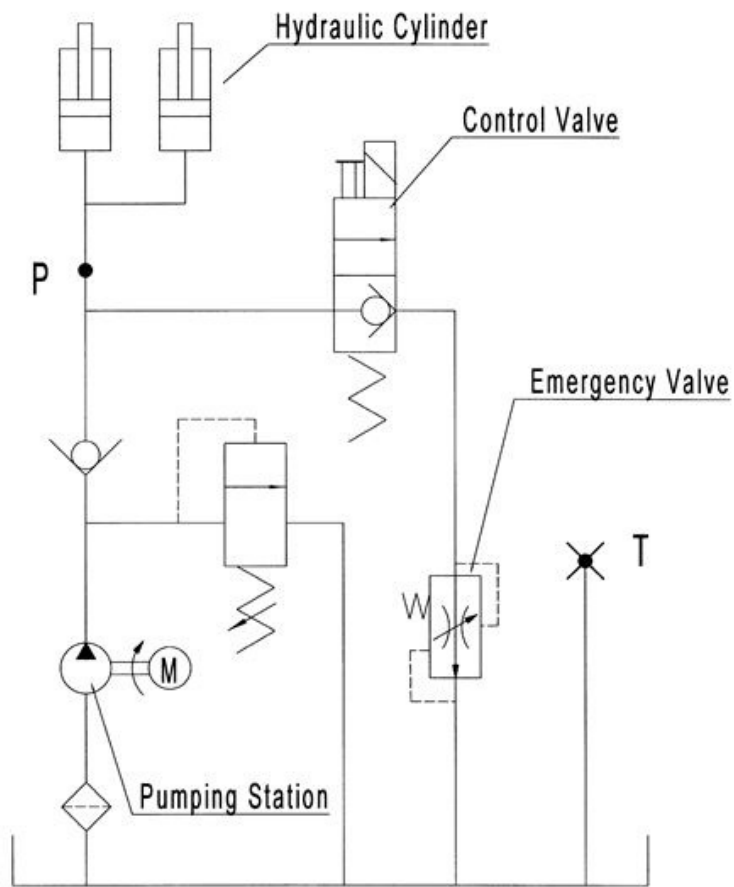 Hydraulic Cylinder
Control Valve
P
Emergency Valve
T
M
Pumping Station